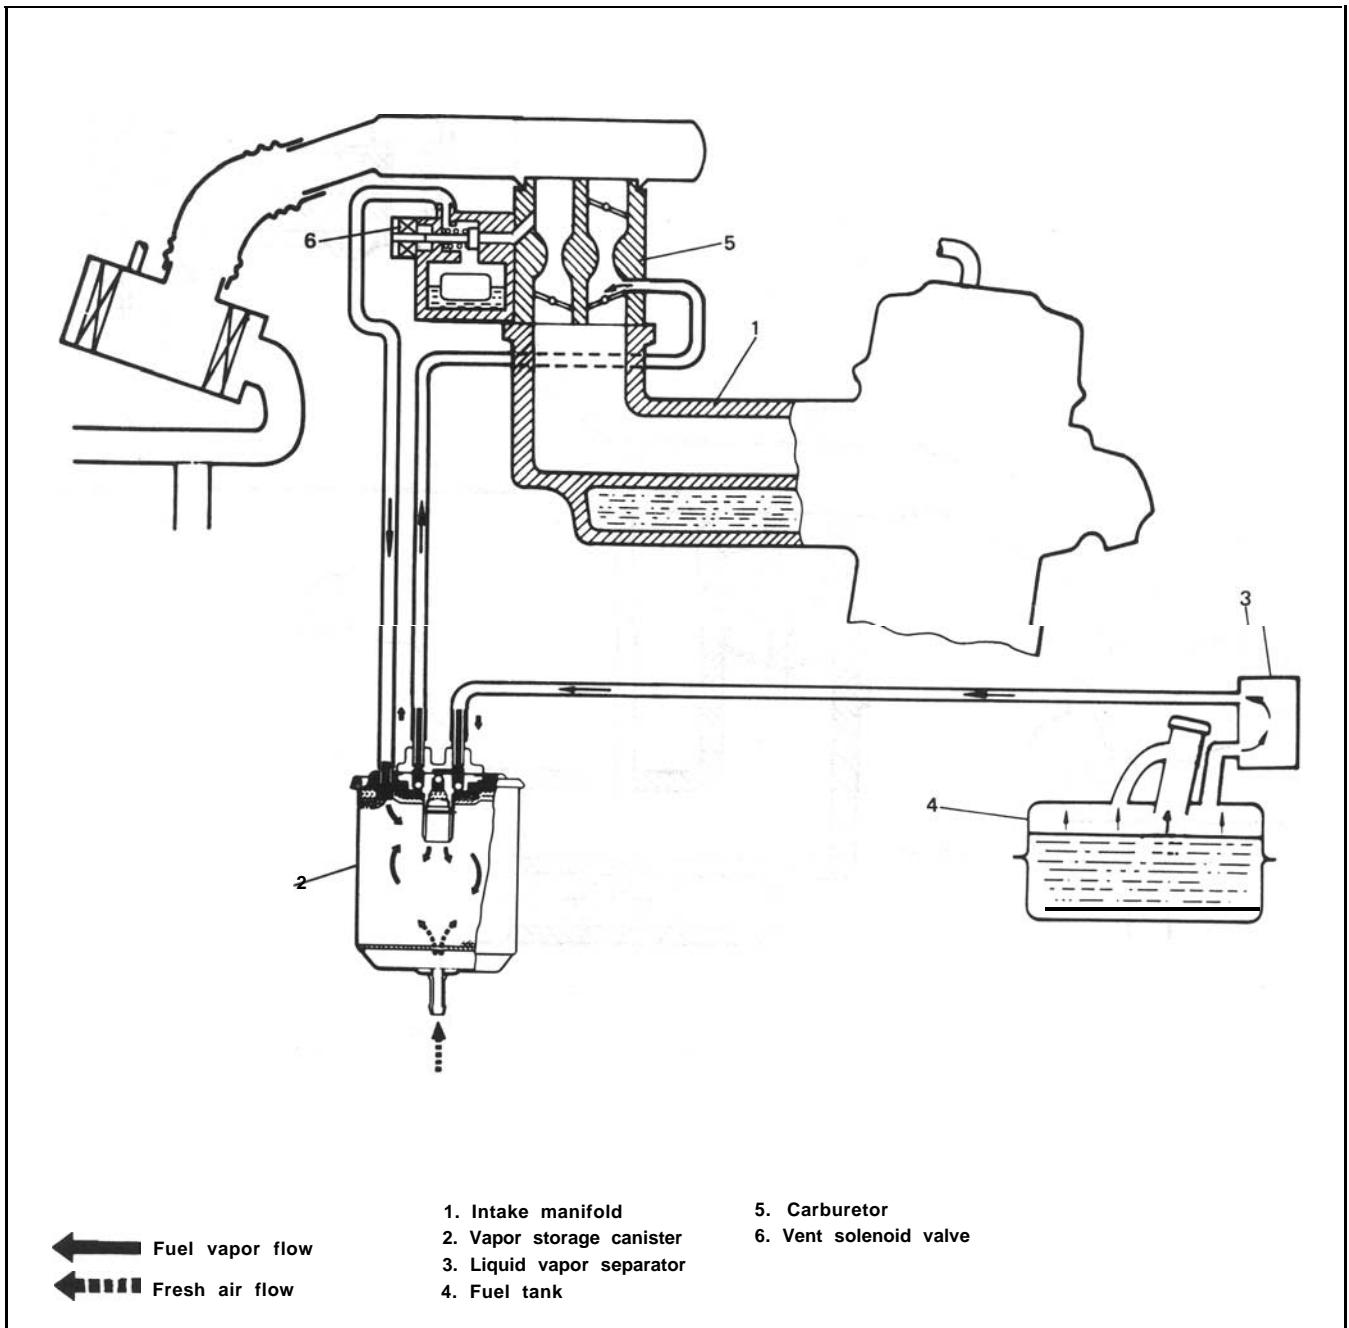 6
5
1
3
4
2
Fuel vapor flow
Fresh air flow
1. Intake manifold
2. Vapor storage canister
3. Liquid vapor separator
4. Fuel tank
5. Carburetor
6. Vent solenoid valve